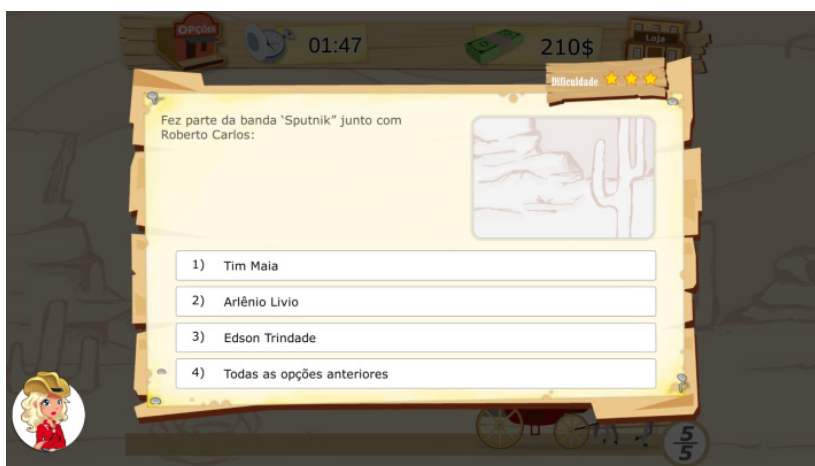 OPÇÕES
01:47
210$
Loja
Dificuldade
Fez parte da banda ‘Sputnik” junto com
Roberto Carlos:
1) Tim Maia
2) Arlênio Livio
3) Edson Trindade
4) Todas as opções anteriores
5
5